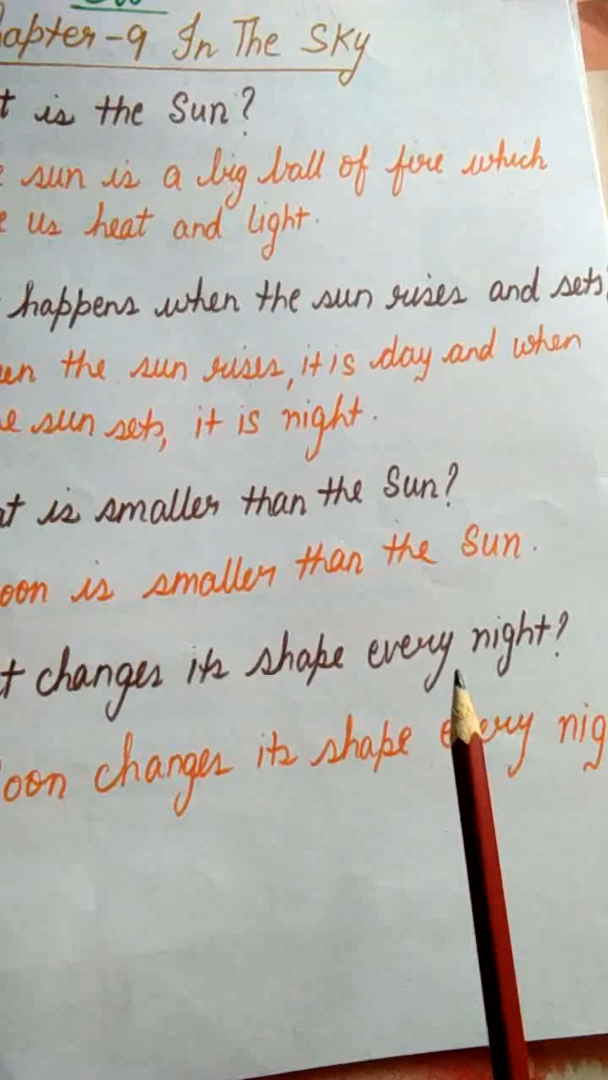 apter-9 In The Sky
t is the Sun?
e sun is a big ball of fire which
e us heat and light.
happens when the sun rises and sets?
en the sun rises, it is day and when
e sun sets, it is night.
at is smaller than the Sun?
oon is smaller than the Sun.
t changes its shape every night?
oon changes its shape every nig